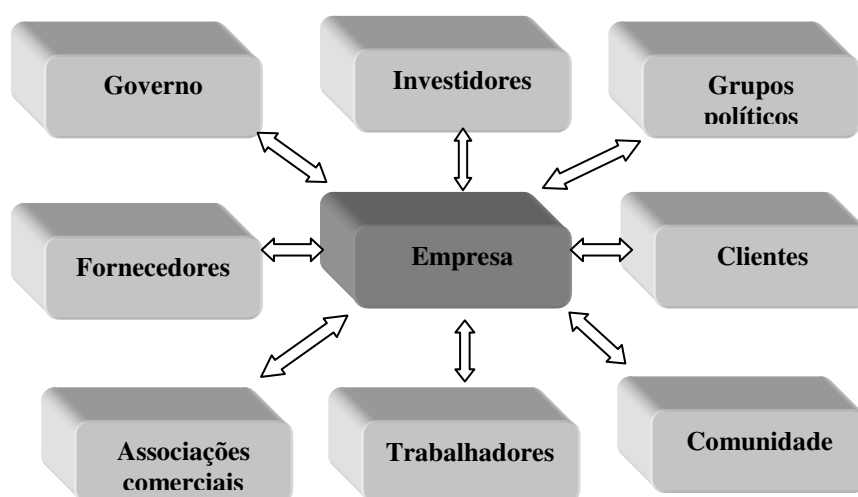 Governo
Investidores
Grupos
políticos
Fornecedores
Empresa
Clientes
Associações
comerciais
Trabalhadores
Comunidade